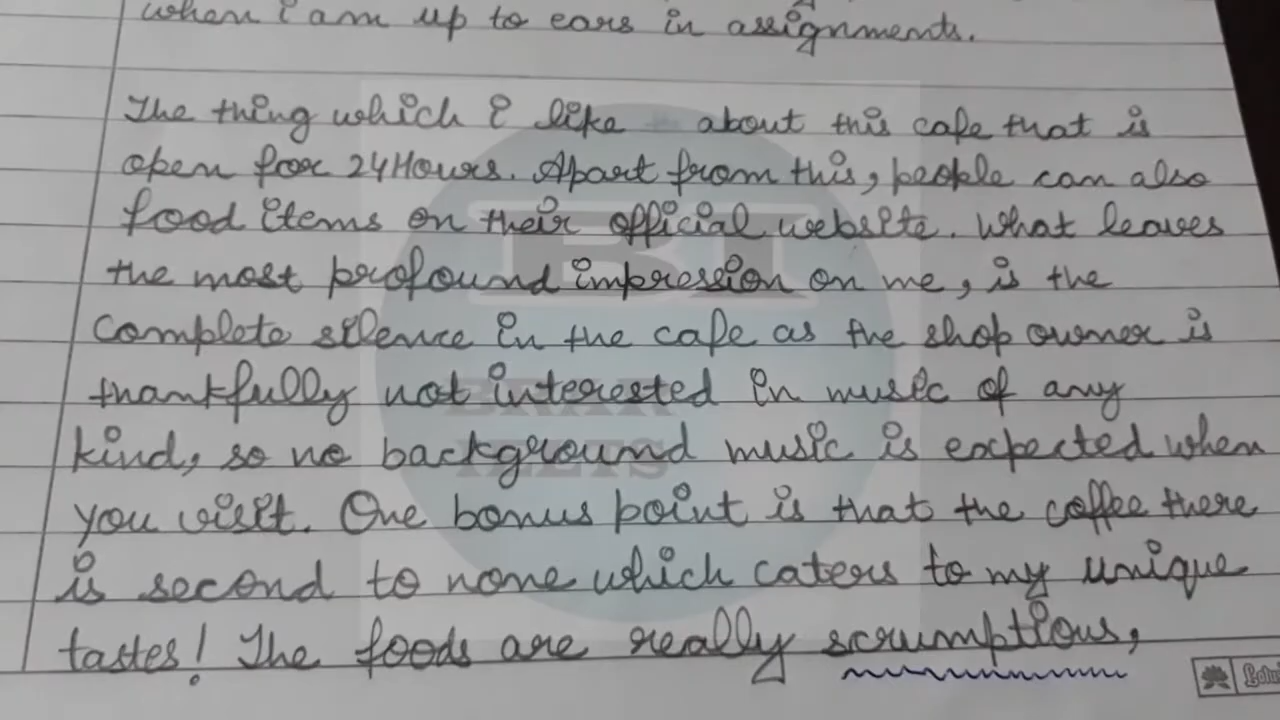 when i am up to ears in assignments.
The thing which i like about this cafe that is
open for 24 Hours. Apart from this, people can also
food items on their official website. What leaves
the most profound impression on me, is the
complete silence in the cafe as the shop owner is
thankfully not interested in music of any
kind, so no background music is expected when
you visit. One bonus point is that the coffee there
is second to none which caters to my unique
tastes! The foods are really scrumptious,
BI
IELTS